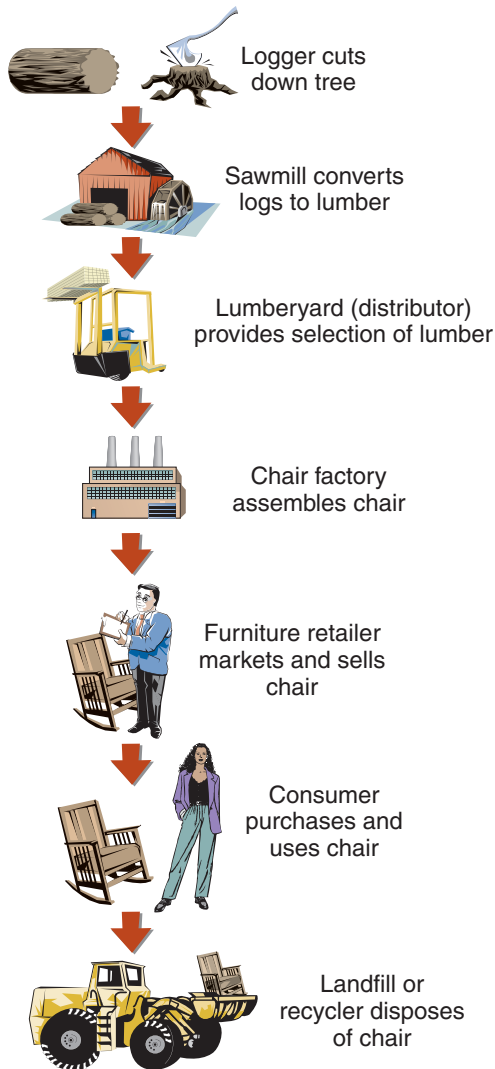 Logger cuts
down tree
Sawmill converts
logs to lumber
Lumberyard (distributor)
provides selection of lumber
Chair factory
assembles chair
Furniture retailer
markets and sells
chair
Consumer
purchases and
uses chair
Landfill or
recycler disposes
of chair